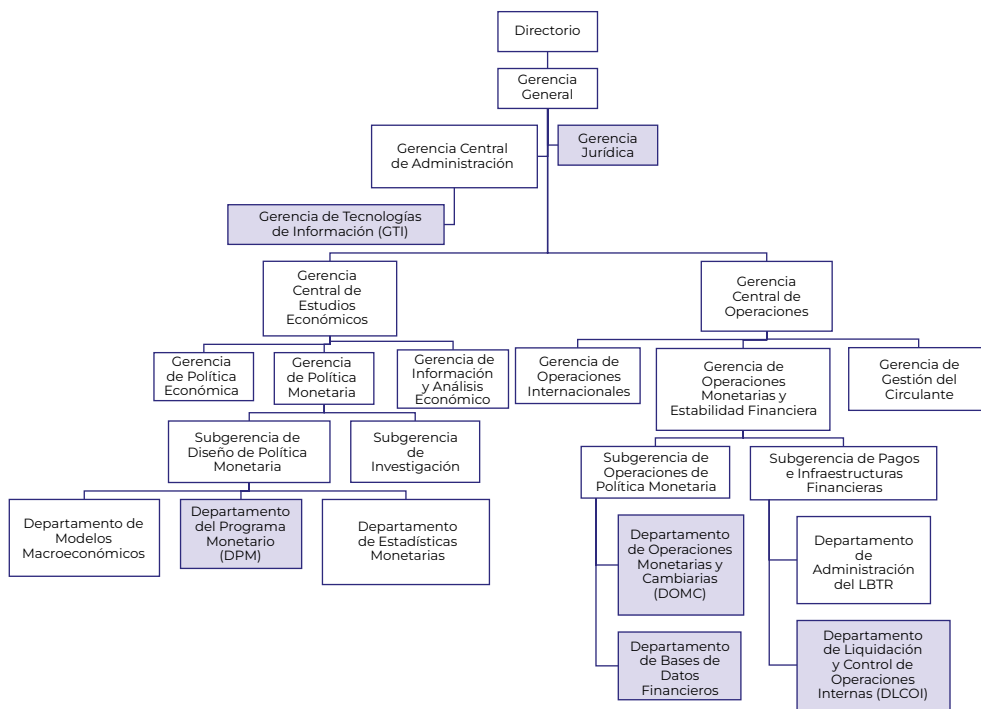 Directorio
Gerencia
General
Gerencia Central
de Administración
Gerencia
Jurídica
Gerencia de Tecnologías
de Información (GTI)
Gerencia
Central de
Estudios
Económicos
Gerencia
Central de
Operaciones
Gerencia
de Política
Económica
Gerencia
de Política
Monetaria
Gerencia de
Información
y Análisis
Económico
Gerencia de
Operaciones
Internacionales
Gerencia de
Operaciones
Monetarias y
Estabilidad Financiera
Gerencia de
Gestión del
Circulante
Subgerencia de
Diseño de Política
Monetaria
Subgerencia
de
Investigación
Subgerencia de
Operaciones de
Política Monetaria
Subgerencia de Pagos
e Infraestructuras
Financieras
Departamento de
Modelos
Macroeconómicos
Departamento
del Programa
Monetario
(DPM)
Departamento
de Estadísticas
Monetarias
Departamento
de Operaciones
Monetarias y
Cambiarias
(DOMC)
Departamento
de
Administración
del LBTR
Departamento
de Bases de
Datos
Financieros
Departamento
de Liquidación
y Control de
Operaciones
Internas (DLCOI)